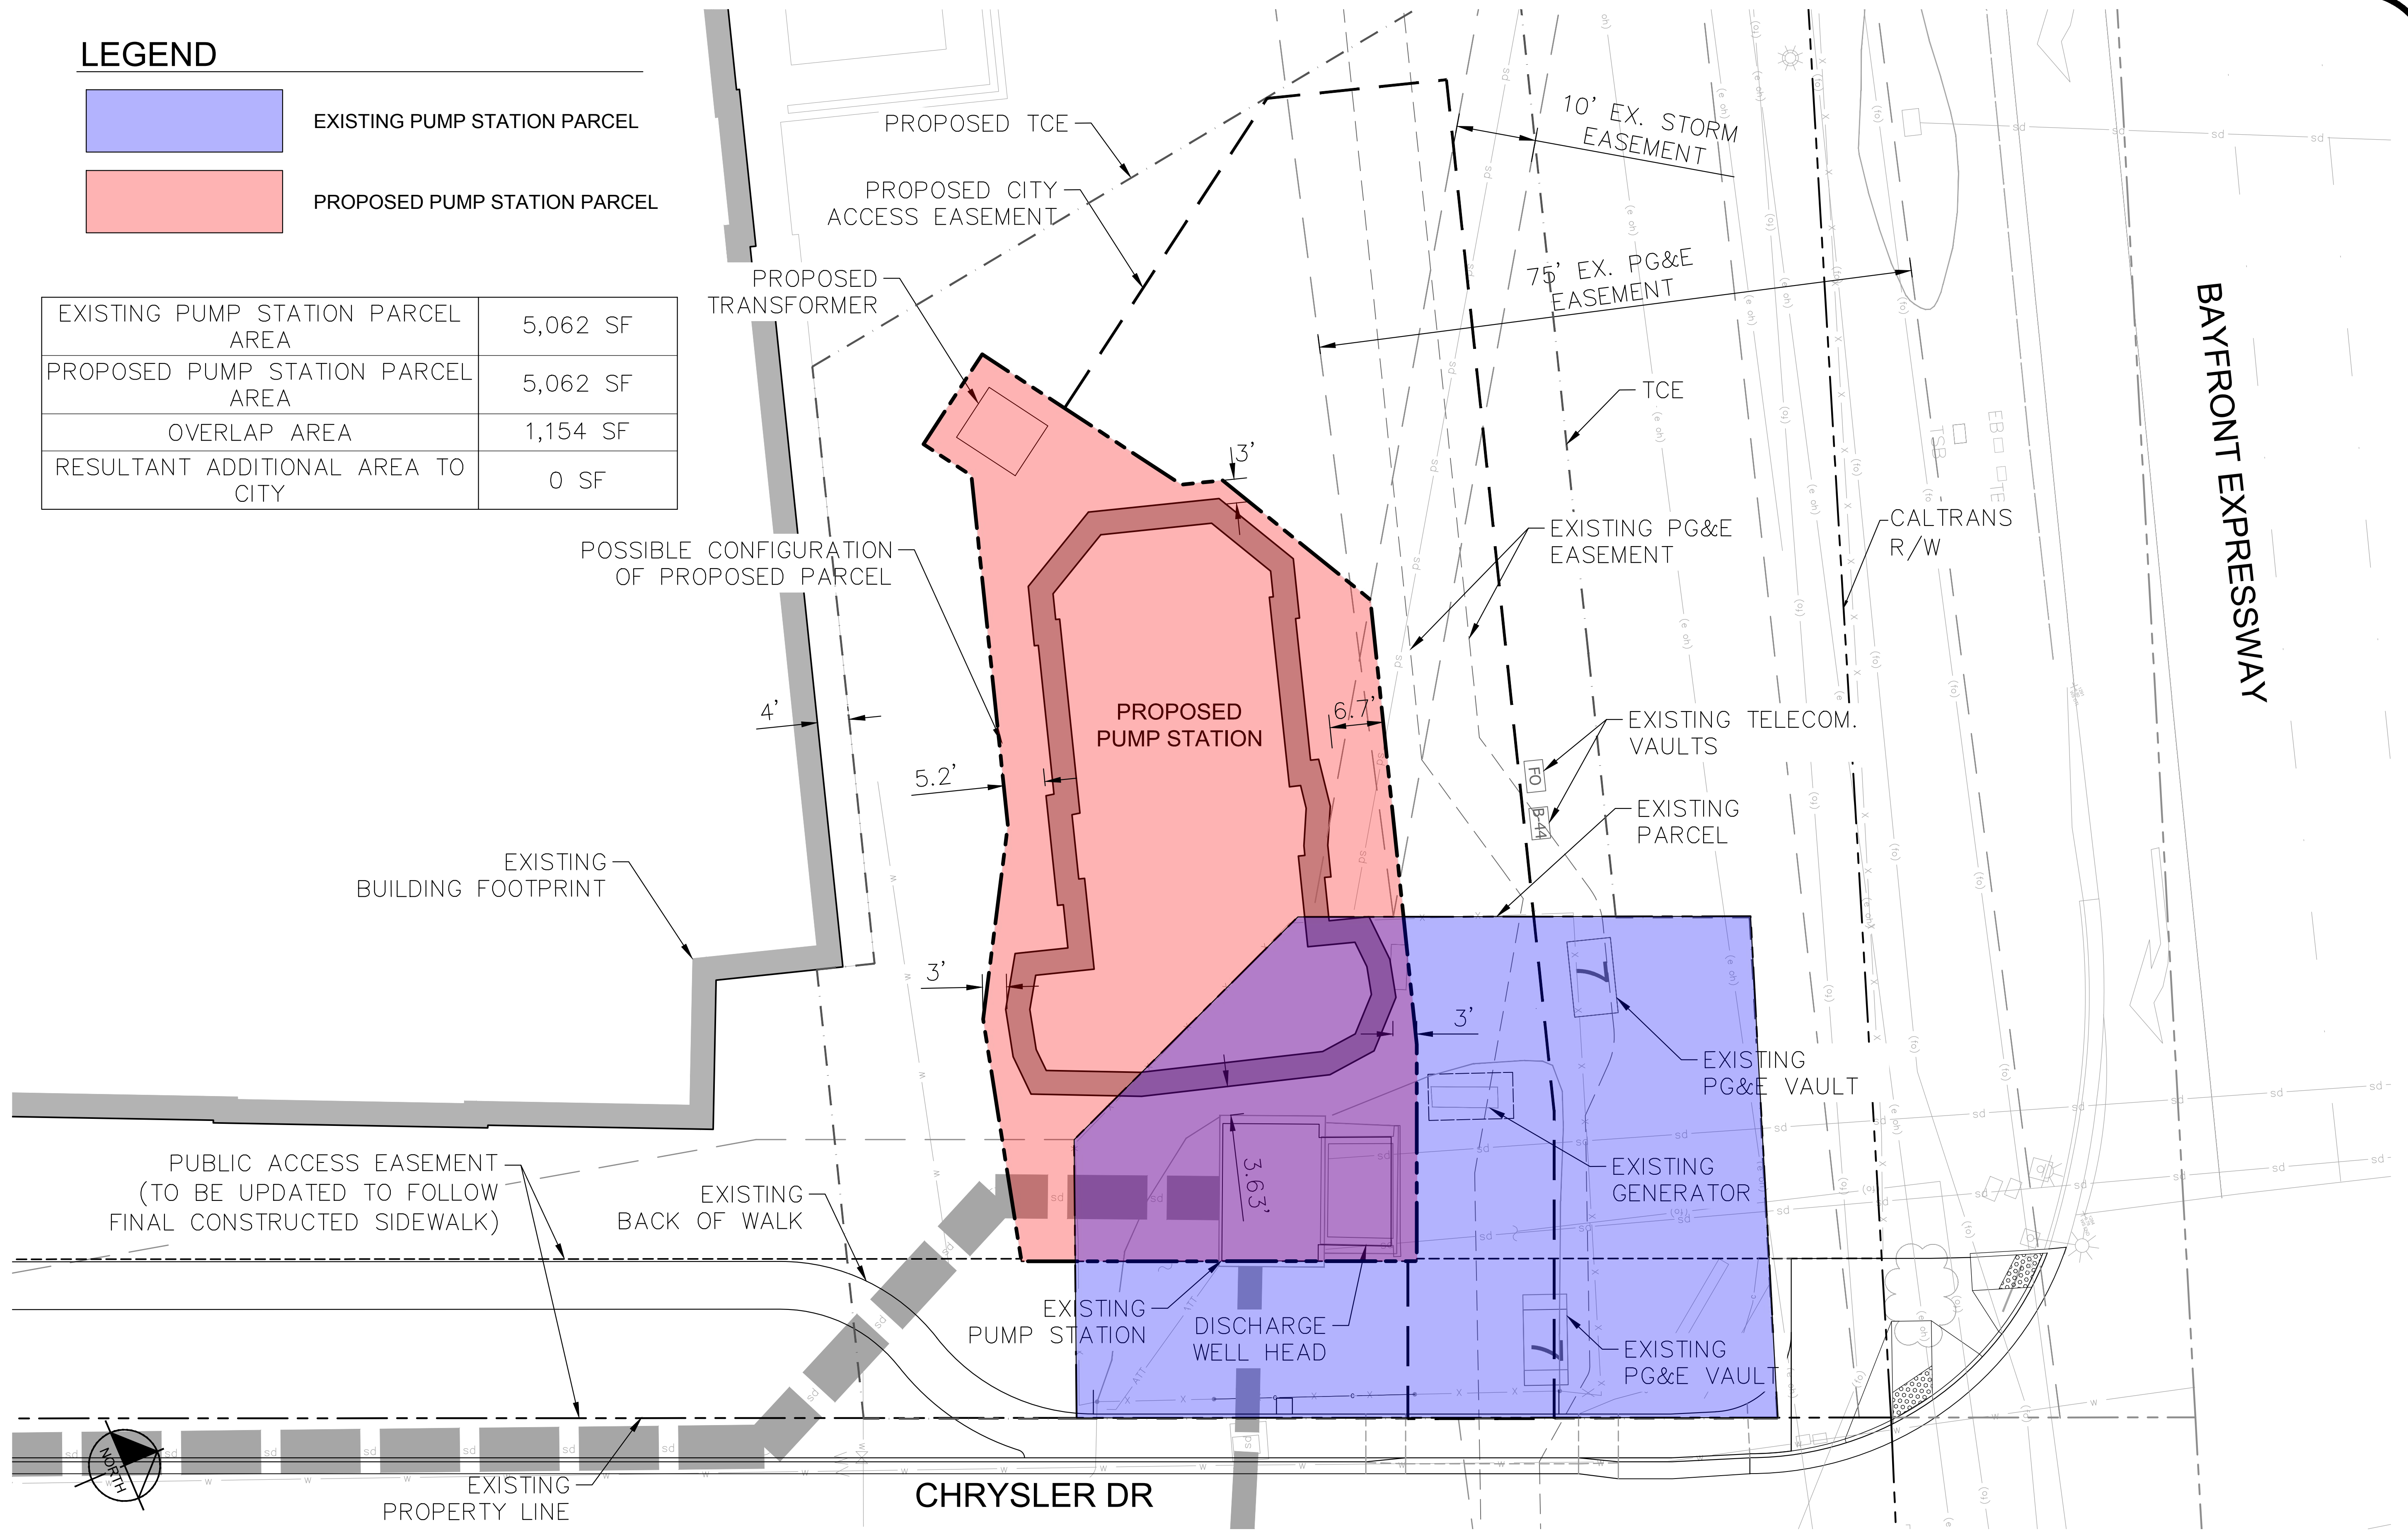 LEGEND
EXISTING PUMP STATION PARCEL
PROPOSED PUMP STATION PARCEL
EXISTING PUMP STATION PARCEL
AREA
5,062 SF
PROPOSED PUMP STATION PARCEL
AREA
5,062 SF
OVERLAP AREA
1,154 SF
RESULTANT ADDITIONAL AREA TO
CITY
0 SF
PROPOSED TCE
PROPOSED CITY
ACCESS EASEMENT
PROPOSED
TRANSFORMER
10' EX. STORM
EASEMENT
75' EX. PG&E
EASEMENT
TCE
BAYFRONT EXPRESSWAY
TSB
EB
TE
CALTRANS
R/W
EXISTING PG&E
EASEMENT
3'
POSSIBLE CONFIGURATION
OF PROPOSED PARCEL
PROPOSED
PUMP STATION
4'
5.2'
6.7'
EXISTING TELECOM.
VAULTS
FO
B-44
EXISTING
PARCEL
EXISTING
BUILDING FOOTPRINT
3'
3'
7
EXISTING
PG&E VAULT
EXISTING
GENERATOR
3.63'
PUBLIC ACCESS EASEMENT
(TO BE UPDATED TO FOLLOW
FINAL CONSTRUCTED SIDEWALK)
EXISTING
BACK OF WALK
EXISTING
PUMP STATION
DISCHARGE
WELL HEAD
7
EXISTING
PG&E VAULT
NORTH
EXISTING
PROPERTY LINE
CHRYSLER DR